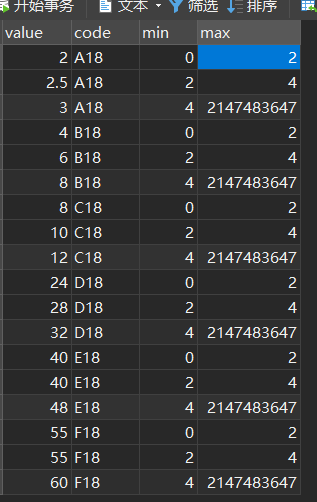 开始事务 文本 筛选 排序
value code min max
2 A18 0 2
2.5 A18 2 4
3 A18 4 2147483647
4 B18 0 2
6 B18 2 4
8 B18 4 2147483647
8 C18 0 2
10 C18 2 4
12 C18 4 2147483647
24 D18 0 2
28 D18 2 4
32 D18 4 2147483647
40 E18 0 2
40 E18 2 4
48 E18 4 2147483647
55 F18 0 2
55 F18 2 4
60 F18 4 2147483647